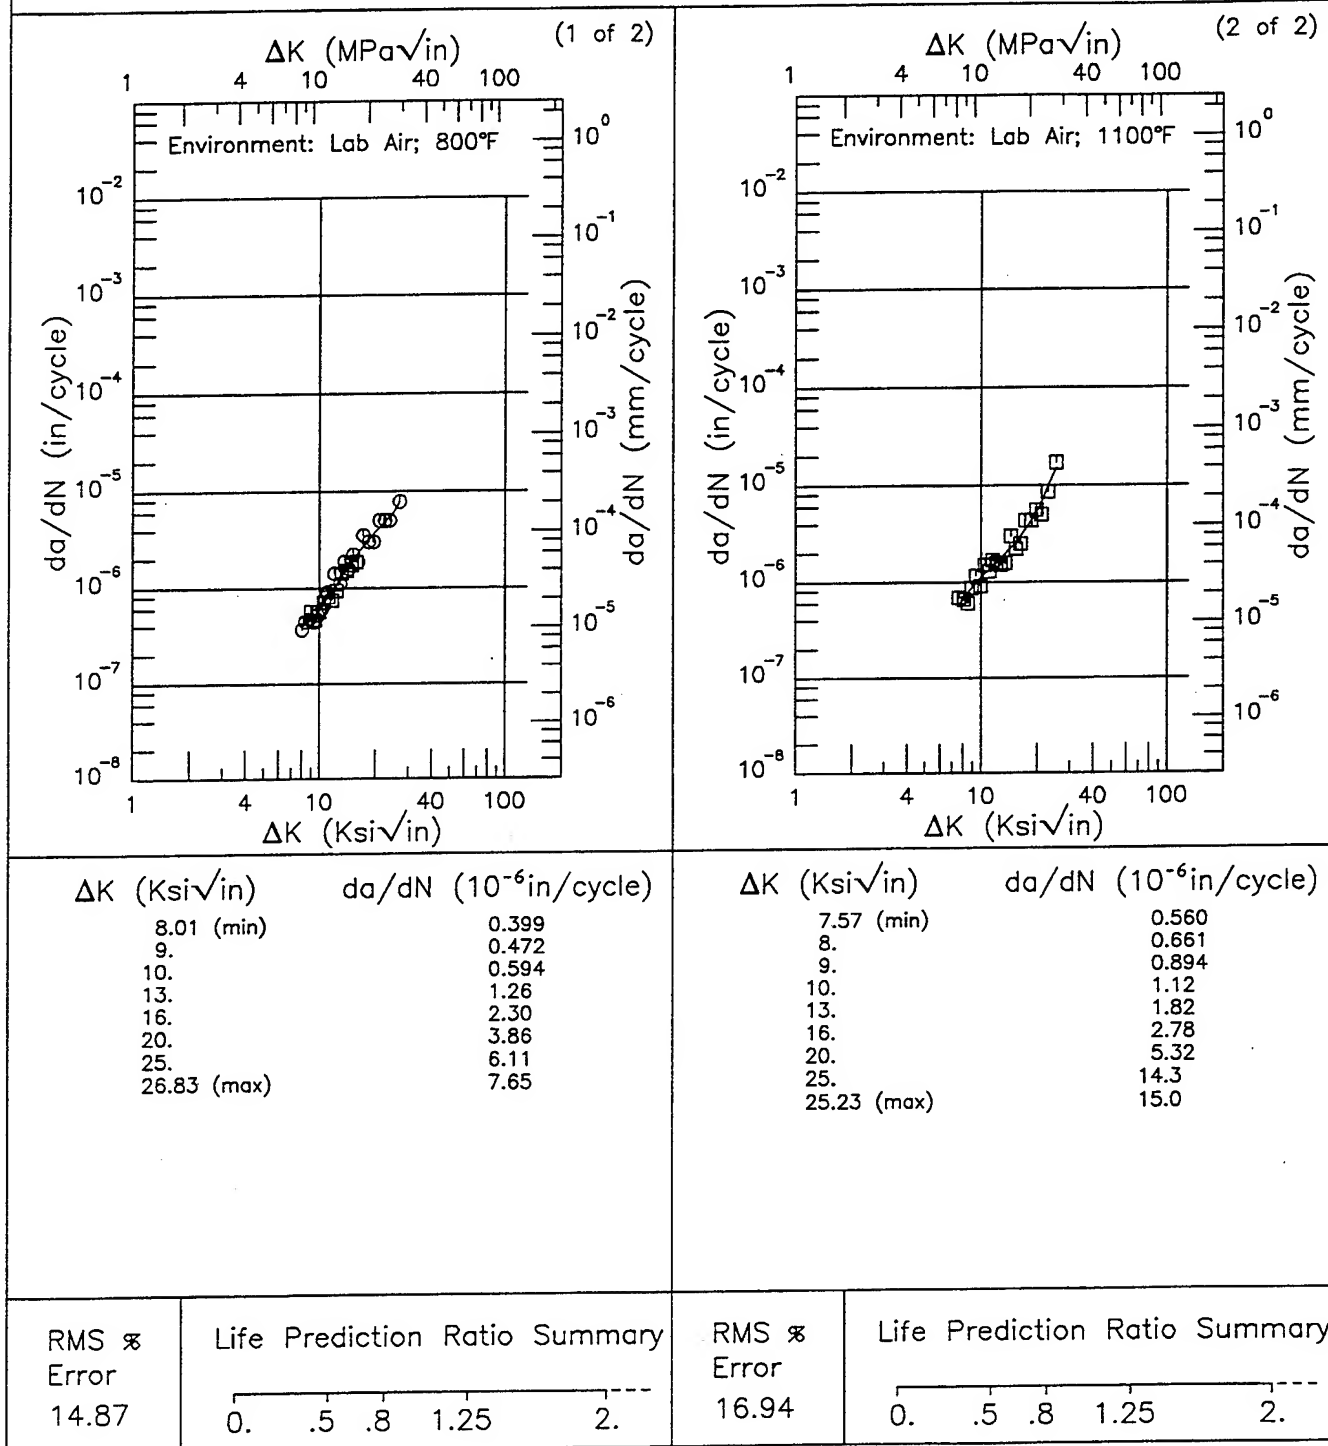 (1 of 2)
ΔK (MPa√in)
1 4 10 40 100
Environment: Lab Air; 800°F
10⁰
10⁻²
10⁻¹
10⁻³
10⁻²
10⁻⁴
10⁻³
10⁻⁵
10⁻⁴
10⁻⁶
10⁻⁵
10⁻⁷
10⁻⁶
10⁻⁸
da/dN (in/cycle)
da/dN (mm/cycle)
1 4 10 40 100
ΔK (Ksi√in)
ΔK (Ksi√in) da/dN (10⁻⁶in/cycle)
8.01 (min) 0.399
9. 0.472
10. 0.594
13. 1.26
16. 2.30
20. 3.86
25. 6.11
26.83 (max) 7.65
RMS % Life Prediction Ratio Summary
Error
14.87 0. .5 .8 1.25 2.
(2 of 2)
ΔK (MPa√in)
1 4 10 40 100
Environment: Lab Air; 1100°F
10⁰
10⁻²
10⁻¹
10⁻³
10⁻²
10⁻⁴
10⁻³
10⁻⁵
10⁻⁴
10⁻⁶
10⁻⁵
10⁻⁷
10⁻⁶
10⁻⁸
da/dN (in/cycle)
da/dN (mm/cycle)
1 4 10 40 100
ΔK (Ksi√in)
ΔK (Ksi√in) da/dN (10⁻⁶in/cycle)
7.57 (min) 0.560
8. 0.661
9. 0.894
10. 1.12
13. 1.82
16. 2.78
20. 5.32
25. 14.3
25.23 (max) 15.0
RMS % Life Prediction Ratio Summary
Error
16.94 0. .5 .8 1.25 2.